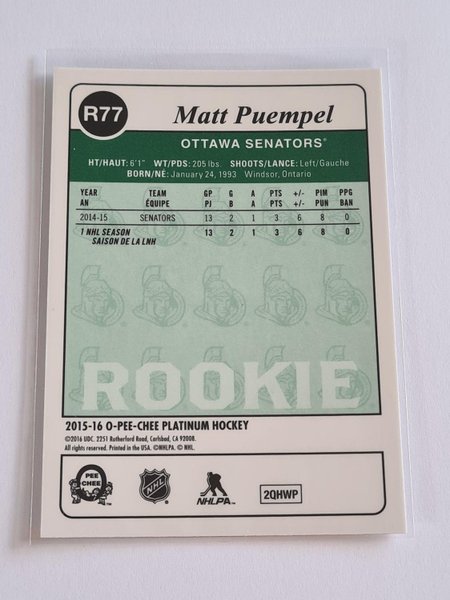 R77
Matt Puempel
OTTAWA SENATORS®
HT/HAUT: 6'1" WT/PDS: 205 lbs. SHOOTS/LANCE: Left/Gauche
BORN/NÉ: January 24, 1993 Windsor, Ontario
YEAR TEAM GP G A PTS +/- PIM PPG
AN ÉQUIPE PJ B A PTS +/- PUN BAN
2014-15 SENATORS 13 2 1 3 6 8 0
1 NHL SEASON 13 2 1 3 6 8 0
SAISON DE LA LNH
ROOKIE
2015-16 O-PEE-CHEE PLATINUM HOCKEY
©2016 UDC. 2251 Rutherford Road, Carlsbad, CA 92008.
All rights reserved. Printed in the USA. ©NHLPA. © NHL.
PEE
CHEE
NHL
NHLPA
2QHWP